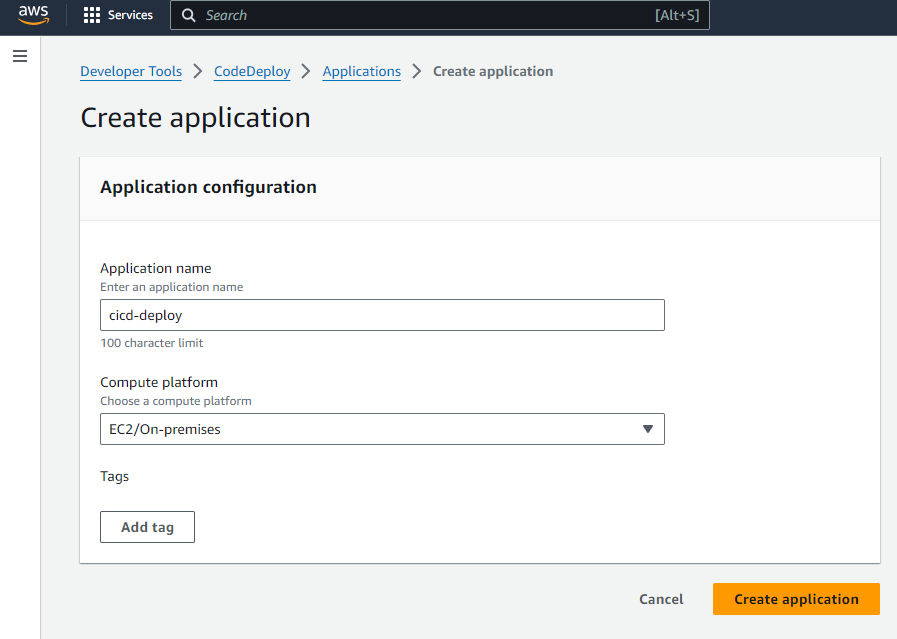 aws Services Search [Alt+S]
Developer Tools CodeDeploy Applications Create application
Create application
Application configuration
Application name
Enter an application name
cicd-deploy
100 character limit
Compute platform
Choose a compute platform
EC2/On-premises
Tags
Add tag
Cancel Create application